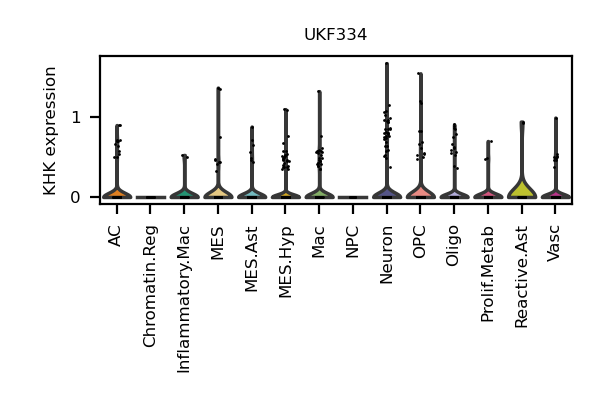 UKF334
KHK expression
1
0
AC
Chromatin.Reg
Inflammatory.Mac
MES
MES.Ast
MES.Hyp
Mac
NPC
Neuron
OPC
Oligo
Prolif.Metab
Reactive.Ast
Vasc